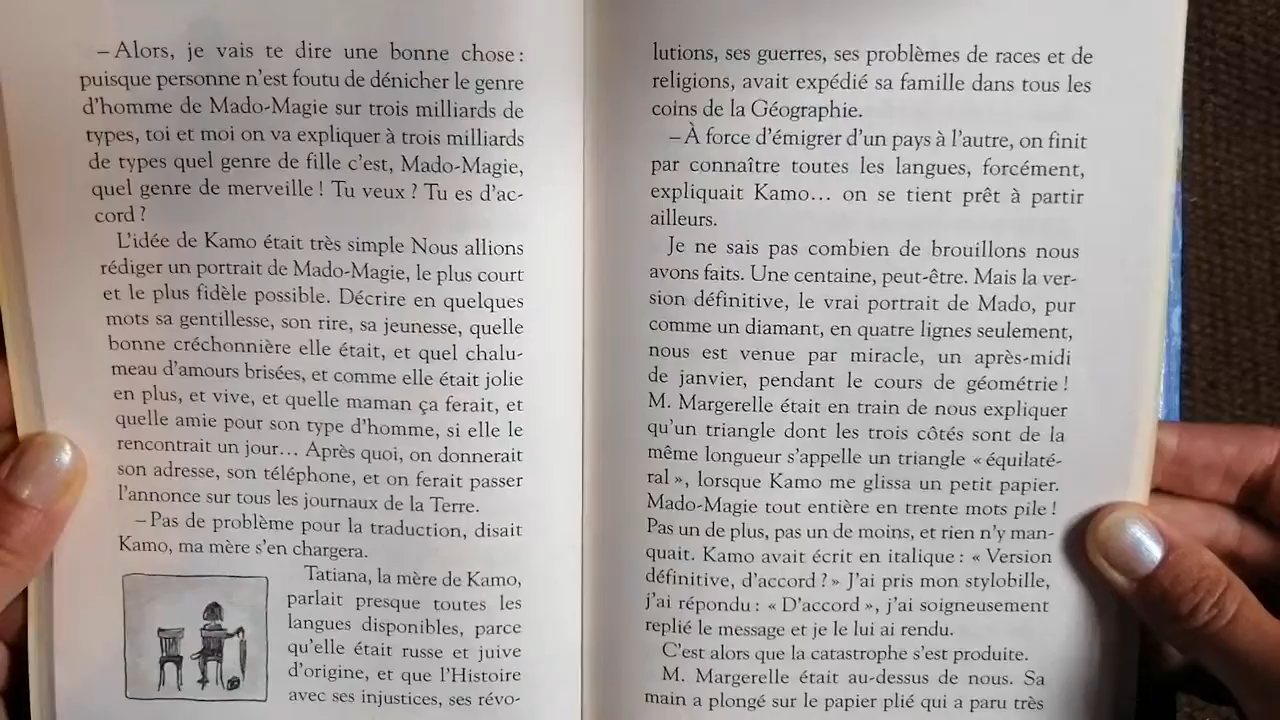 – Alors, je vais te dire une bonne chose :
puisque personne n'est foutu de dénicher le genre
d'homme de Mado-Magie sur trois milliards de
types, toi et moi on va expliquer à trois milliards
de types quel genre de fille c'est, Mado-Magie,
quel genre de merveille ! Tu veux ? Tu es d'ac-
cord ?
L'idée de Kamo était très simple Nous allions
rédiger un portrait de Mado-Magie, le plus court
et le plus fidèle possible. Décrire en quelques
mots sa gentillesse, son rire, sa jeunesse, quelle
bonne créchonnière elle était, et quel chalu-
meau d'amours brisées, et comme elle était jolie
en plus, et vive, et quelle maman ça ferait, et
quelle amie pour son type d'homme, si elle le
rencontrait un jour… Après quoi, on donnerait
son adresse, son téléphone, et on ferait passer
l'annonce sur tous les journaux de la Terre.
– Pas de problème pour la traduction, disait
Kamo, ma mère s'en chargera.
Tatiana, la mère de Kamo,
parlait presque toutes les
langues disponibles, parce
qu'elle était russe et juive
d'origine, et que l'Histoire
avec ses injustices, ses révo-
lutions, ses guerres, ses problèmes de races et de
religions, avait expédié sa famille dans tous les
coins de la Géographie.
– À force d'émigrer d'un pays à l'autre, on finit
par connaître toutes les langues, forcément,
expliquait Kamo… on se tient prêt à partir
ailleurs.
Je ne sais pas combien de brouillons nous
avons faits. Une centaine, peut-être. Mais la ver-
sion définitive, le vrai portrait de Mado, pur
comme un diamant, en quatre lignes seulement,
nous est venue par miracle, un après-midi
de janvier, pendant le cours de géométrie !
M. Margerelle était en train de nous expliquer
qu'un triangle dont les trois côtés sont de la
même longueur s'appelle un triangle « équilaté-
ral », lorsque Kamo me glissa un petit papier.
Mado-Magie tout entière en trente mots pile !
Pas un de plus, pas un de moins, et rien n'y man-
quait. Kamo avait écrit en italique : « Version
définitive, d'accord ? » J'ai pris mon stylobille,
j'ai répondu : « D'accord », j'ai soigneusement
replié le message et je le lui ai rendu.
C'est alors que la catastrophe s'est produite.
M. Margerelle était au-dessus de nous. Sa
main a plongé sur le papier plié qui a paru très